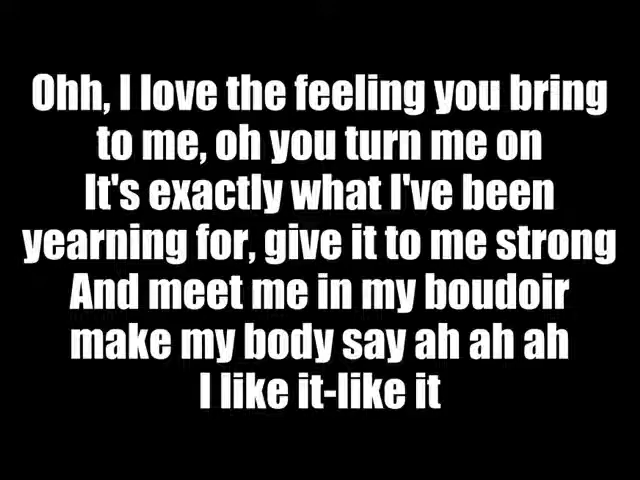 Ohh, I love the feeling you bring
to me, oh you turn me on
It's exactly what I've been
yearning for, give it to me strong
And meet me in my boudoir
make my body say ah ah ah
I like it-like it